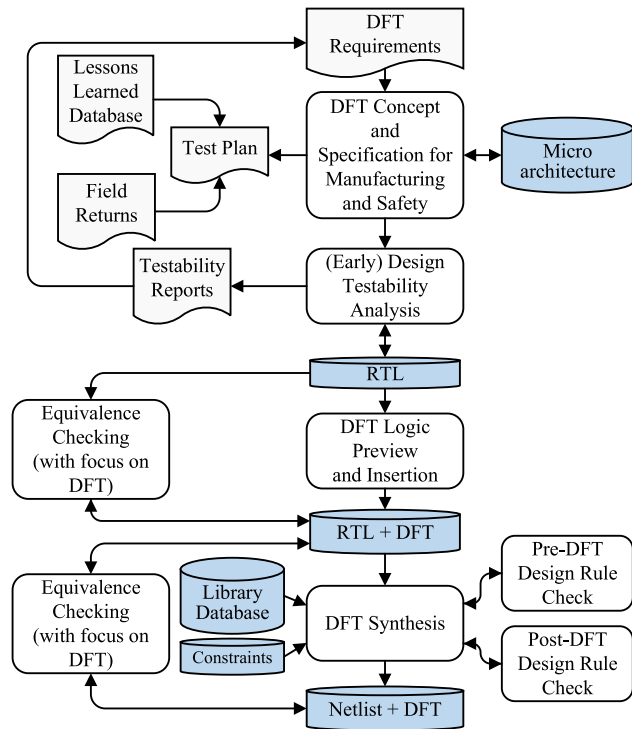 DFT
Requirements
Lessons
Learned
Database
Test Plan
DFT Concept
and
Specification for
Manufacturing
and Safety
Micro
architecture
Field
Returns
Testability
Reports
(Early) Design
Testability
Analysis
RTL
Equivalence
Checking
(with focus on
DFT)
DFT Logic
Preview
and Insertion
RTL + DFT
Equivalence
Checking
(with focus on
DFT)
Library
Database
Constraints
DFT Synthesis
Pre-DFT
Design Rule
Check
Post-DFT
Design Rule
Check
Netlist + DFT